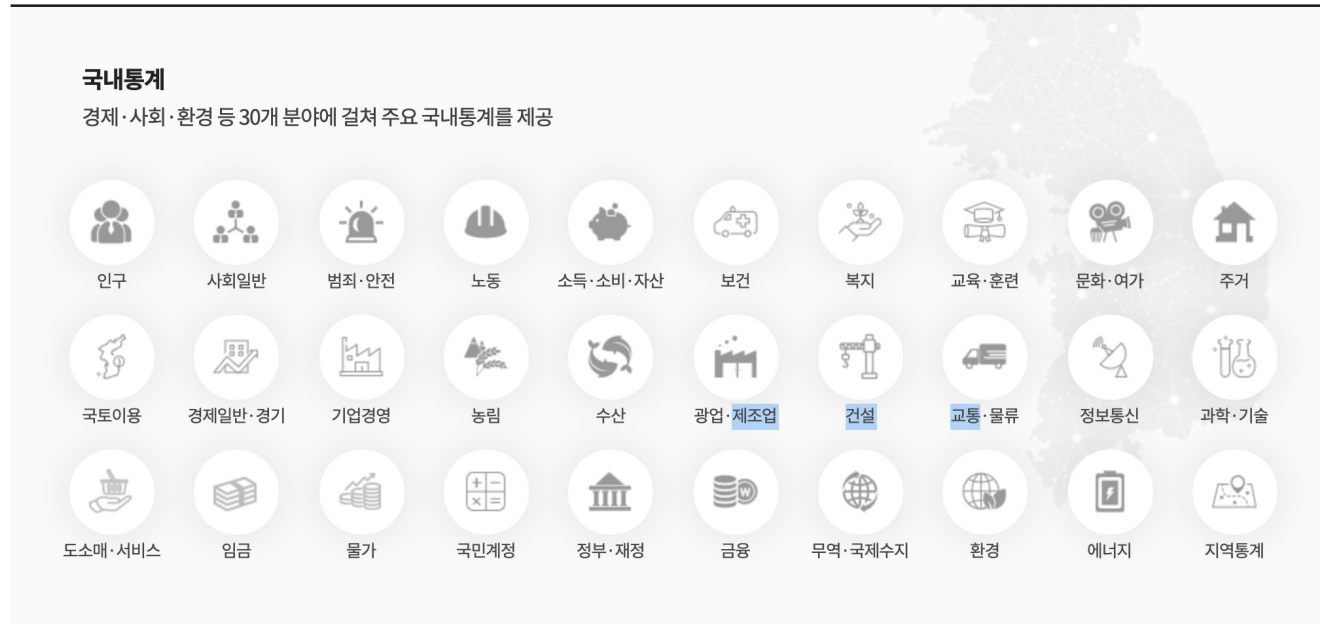 국내통계
경제·사회·환경 등 30개 분야에 걸쳐 주요 국내통계를 제공
인구 사회일반 범죄·안전 노동 소득·소비·자산 보건 복지 교육·훈련 문화·여가 주거
국토이용 경제일반·경기 기업경영 농림 수산 광업·제조업 건설 교통·물류 정보통신 과학·기술
도소매·서비스 임금 물가 국민계정 정부·재정 금융 무역·국제수지 환경 에너지 지역통계